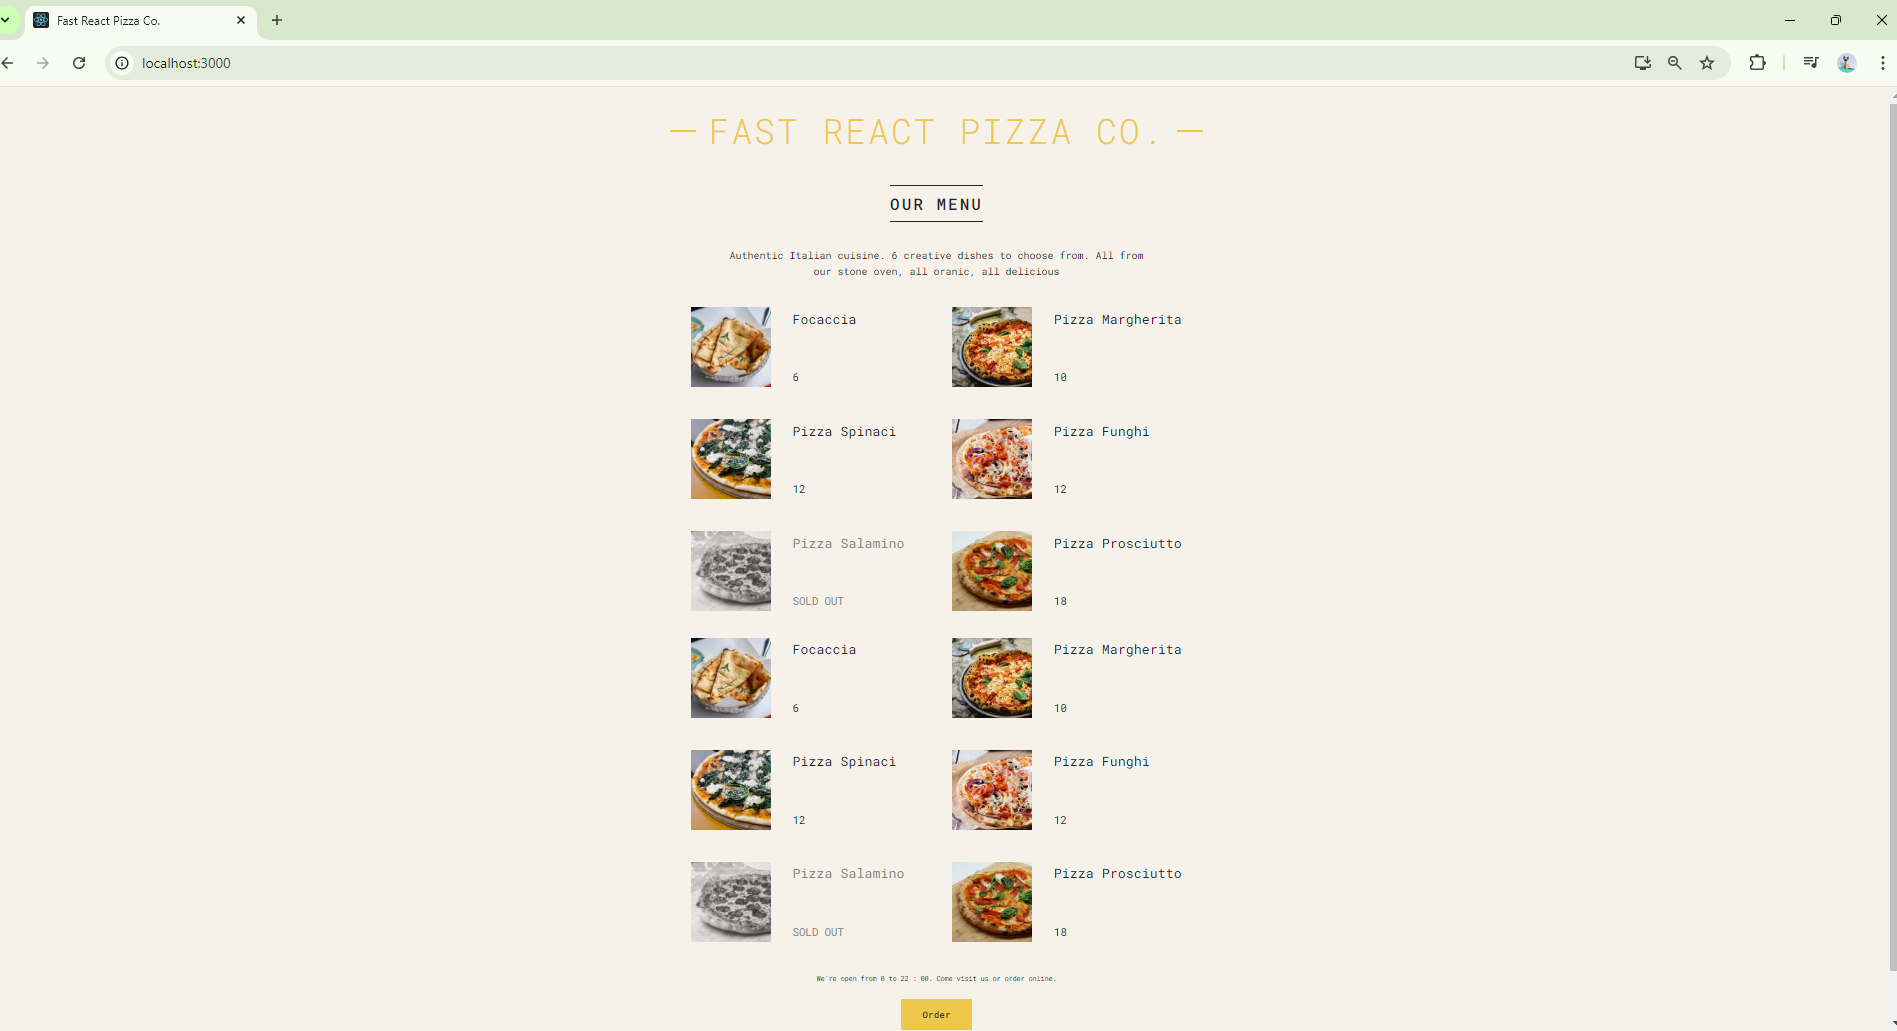 Fast React Pizza Co.
localhost:3000
FAST REACT PIZZA CO.
OUR MENU
Authentic Italian cuisine. 6 creative dishes to choose from. All from
our stone oven, all oranic, all delicious
Focaccia
6
Pizza Margherita
10
Pizza Spinaci
12
Pizza Funghi
12
Pizza Salamino
SOLD OUT
Pizza Prosciutto
18
Focaccia
6
Pizza Margherita
10
Pizza Spinaci
12
Pizza Funghi
12
Pizza Salamino
SOLD OUT
Pizza Prosciutto
18
We're open from 0 to 22 : 00. Come visit us or order online.
Order